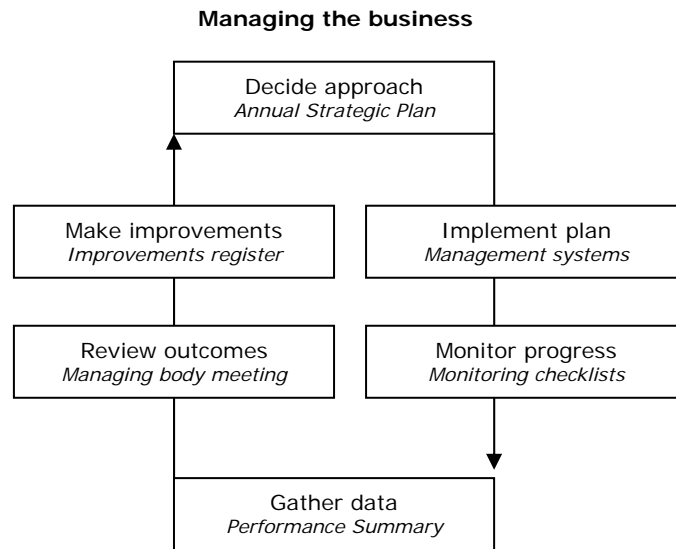 Managing the business
Decide approach
Annual Strategic Plan
Make improvements
Improvements register
Implement plan
Management systems
Review outcomes
Managing body meeting
Monitor progress
Monitoring checklists
Gather data
Performance Summary